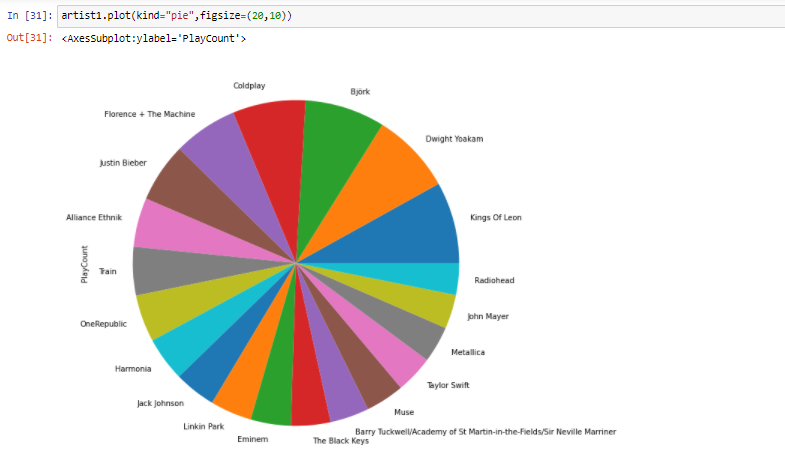 In [31]: artist1.plot(kind="pie",figsize=(20,10))
Out[31]: <AxesSubplot:ylabel='PlayCount'>
Coldplay
Björk
Florence + The Machine
Dwight Yoakam
Justin Bieber
Alliance Ethnik
Kings Of Leon
PlayCount
Train
Radiohead
OneRepublic
John Mayer
Harmonia
Metallica
Jack Johnson
Taylor Swift
Linkin Park
Muse
Eminem
The Black Keys
Barry Tuckwell/Academy of St Martin-in-the-Fields/Sir Neville Marriner